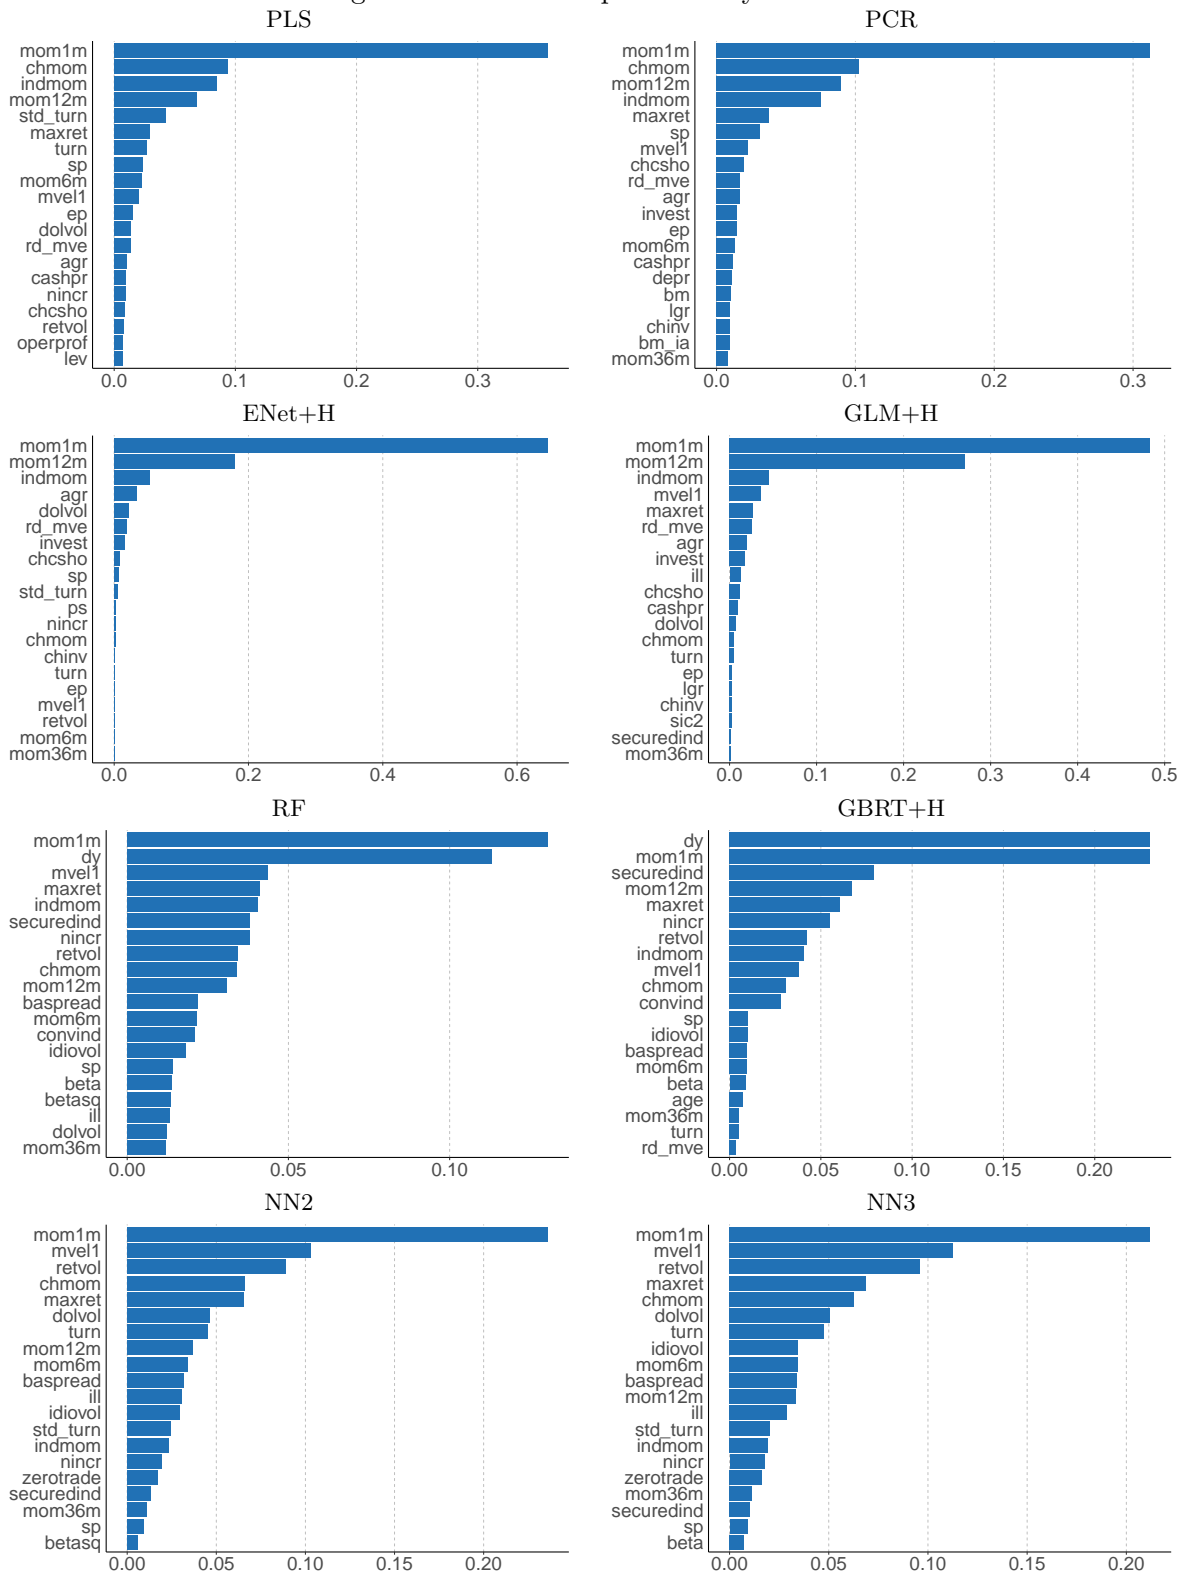 PLS
mom1m
chmom
indmom
mom12m
std_turn
maxret
turn
sp
mom6m
mvel1
ep
dolvol
rd_mve
agr
cashpr
nincr
chcsho
retvol
operprof
lev
0.0 0.1 0.2 0.3
PCR
mom1m
chmom
mom12m
indmom
maxret
sp
mvel1
chcsho
rd_mve
agr
invest
ep
mom6m
cashpr
depr
bm
lgr
chinv
bm_ia
mom36m
0.0 0.1 0.2 0.3
ENet+H
mom1m
mom12m
indmom
agr
dolvol
rd_mve
invest
chcsho
sp
std_turn
ps
nincr
chmom
chinv
turn
ep
mvel1
retvol
mom6m
mom36m
0.0 0.2 0.4 0.6
GLM+H
mom1m
mom12m
indmom
mvel1
maxret
rd_mve
agr
invest
ill
chcsho
cashpr
dolvol
chmom
turn
ep
lgr
chinv
sic2
securedind
mom36m
0.0 0.1 0.2 0.3 0.4 0.5
RF
mom1m
dy
mvel1
maxret
indmom
securedind
nincr
retvol
chmom
mom12m
baspread
mom6m
convind
idiovol
sp
beta
betasq
ill
dolvol
mom36m
0.00 0.05 0.10
GBRT+H
dy
mom1m
securedind
mom12m
maxret
nincr
retvol
indmom
mvel1
chmom
convind
sp
idiovol
baspread
mom6m
beta
age
mom36m
turn
rd_mve
0.00 0.05 0.10 0.15 0.20
NN2
mom1m
mvel1
retvol
chmom
maxret
dolvol
turn
mom12m
mom6m
baspread
ill
idiovol
std_turn
indmom
nincr
zerotrade
securedind
mom36m
sp
betasq
0.00 0.05 0.10 0.15 0.20
NN3
mom1m
mvel1
retvol
maxret
chmom
dolvol
turn
idiovol
mom6m
baspread
mom12m
ill
std_turn
indmom
nincr
zerotrade
mom36m
securedind
sp
beta
0.00 0.05 0.10 0.15 0.20